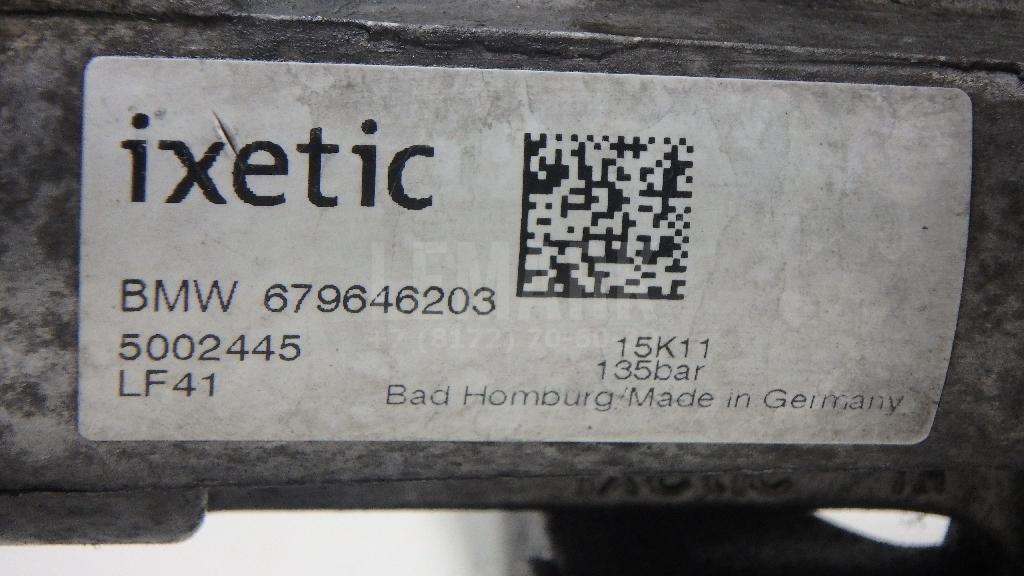 ixetic
BMW 679646203
5002445
LF41
15K11
135bar
Bad Homburg/Made in Germany